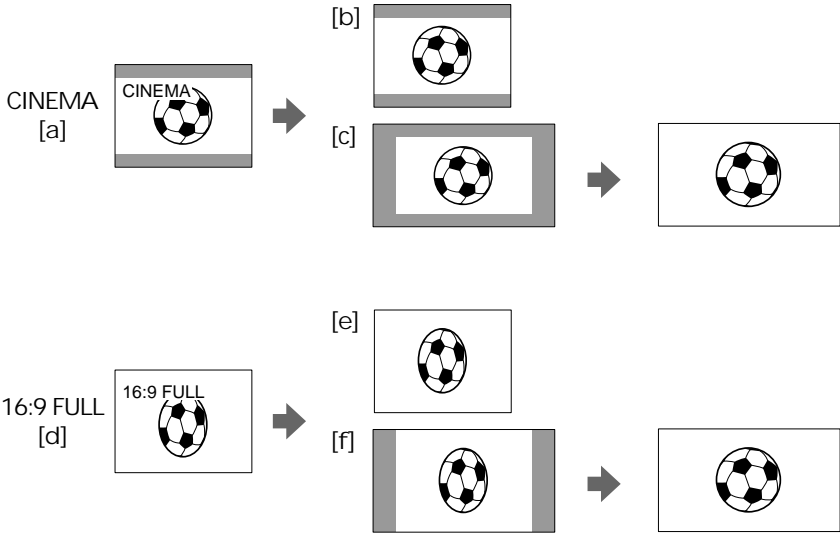 [b]
CINEMA
[a]
CINEMA
[c]
[e]
16:9 FULL
[d]
16:9 FULL
[f]